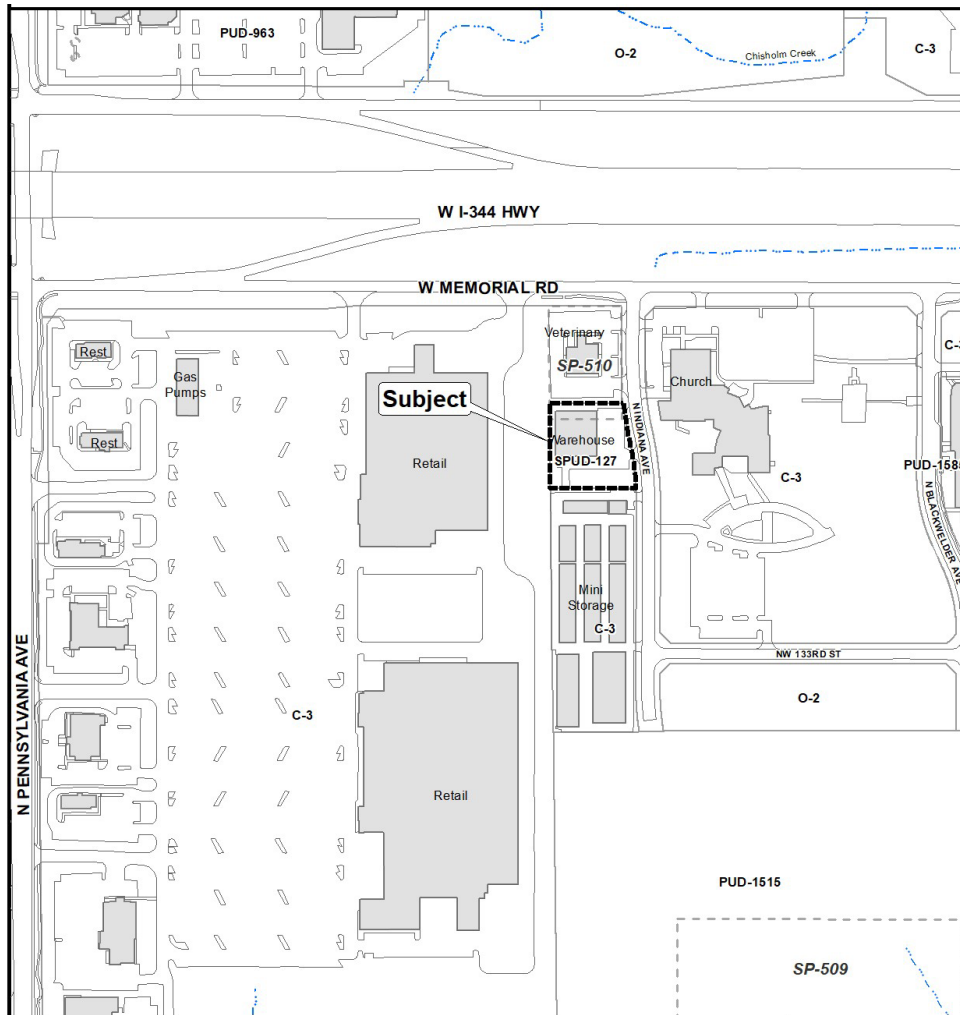 PUD-963
O-2
Chisholm Creek
C-3
W I-344 HWY
W MEMORIAL RD
Rest
Gas
Pumps
Veterinary
SP-510
Subject
Church
Rest
Retail
Warehouse
SPUD-127
N INDIANA AVE
C-3
N BLACKWELDER AVE
Mini
Storage
C-3
NW 133RD ST
O-2
N PENNSYLVANIA AVE
C-3
Retail
PUD-1515
SP-509